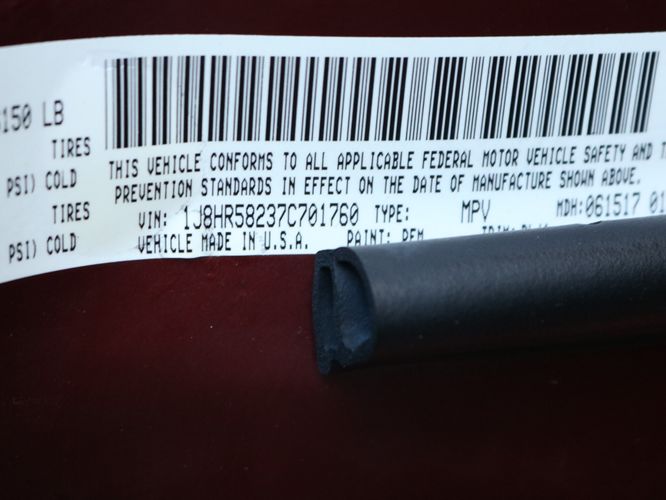 150 LB
TIRES
PSI) COLD
TIRES
PSI) COLD
THIS VEHICLE CONFORMS TO ALL APPLICABLE FEDERAL MOTOR VEHICLE SAFETY AND T
PREVENTION STANDARDS IN EFFECT ON THE DATE OF MANUFACTURE SHOWN ABOVE.
VIN: 1J8HR58237C701760 TYPE: MPV MDH: 061517 01
VEHICLE MADE IN U.S.A. PAINT: PEM